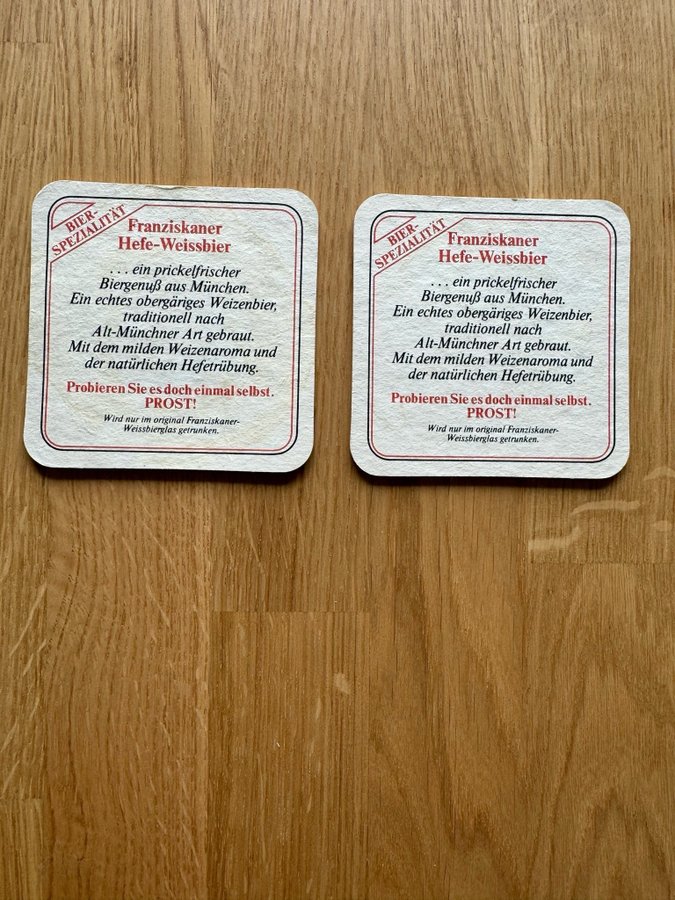 BIER-
SPEZIALITÄT
Franziskaner
Hefe-Weissbier
. . . ein prickelfrischer
Biergenuß aus München.
Ein echtes obergäriges Weizenbier,
traditionell nach
Alt-Münchner Art gebraut.
Mit dem milden Weizenaroma und
der natürlichen Hefetrübung.
Probieren Sie es doch einmal selbst.
PROST!
Wird nur im original Franziskaner-
Weissbierglas getrunken.
BIER-
SPEZIALITÄT
Franziskaner
Hefe-Weissbier
. . . ein prickelfrischer
Biergenuß aus München.
Ein echtes obergäriges Weizenbier,
traditionell nach
Alt-Münchner Art gebraut.
Mit dem milden Weizenaroma und
der natürlichen Hefetrübung.
Probieren Sie es doch einmal selbst.
PROST!
Wird nur im original Franziskaner-
Weissbierglas getrunken.